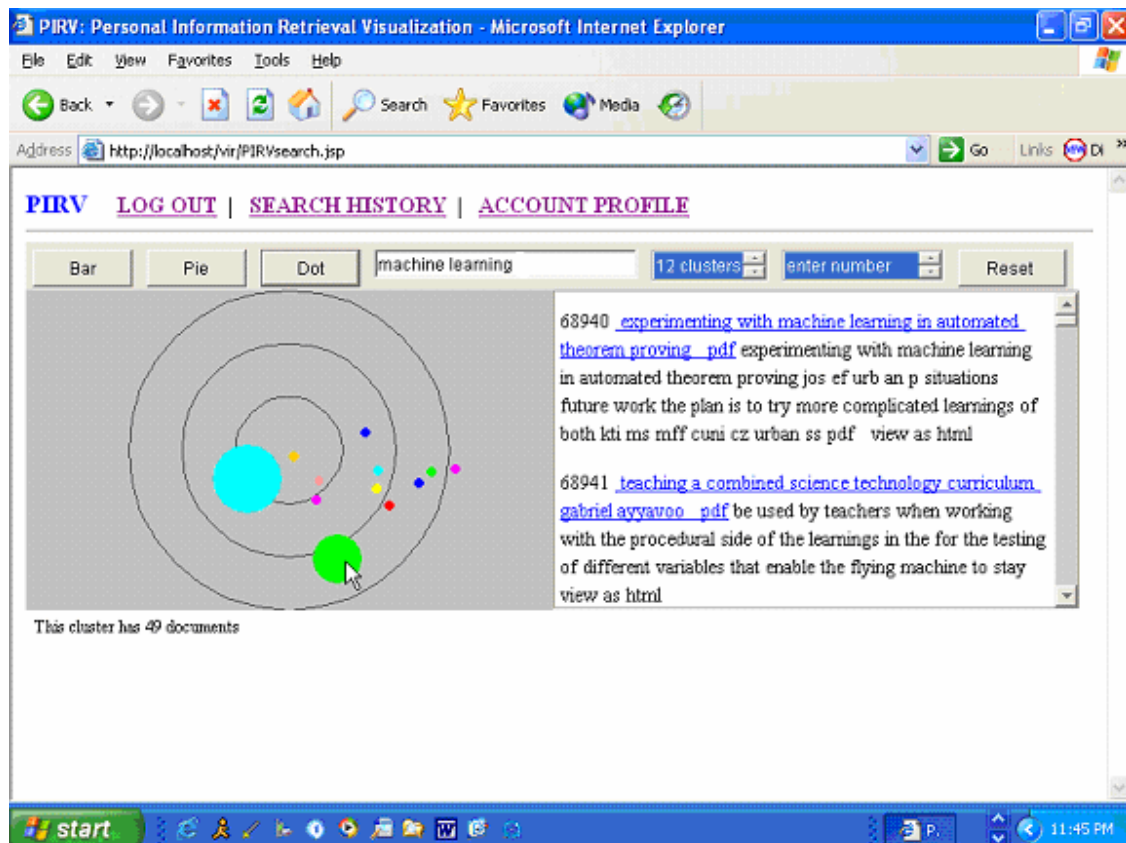 PIRV: Personal Information Retrieval Visualization - Microsoft Internet Explorer
File Edit View Favorites Tools Help
Back Search Favorites Media
Address http://localhost/vir/PIRVsearch.jsp Go Links DI »
PIRV LOG OUT | SEARCH HISTORY | ACCOUNT PROFILE
Bar Pie Dot machine learning 12 clusters enter number Reset
68940 experimenting with machine learning in automated
theorem proving pdf experimenting with machine learning
in automated theorem proving jos ef urb an p situations
future work the plan is to try more complicated learnings of
both kti ms mff cuni cz urban ss pdf view as html
68941 teaching a combined science technology curriculum
gabriel ayyavoo pdf be used by teachers when working
with the procedural side of the learnings in the for the testing
of different variables that enable the flying machine to stay
view as html
This cluster has 49 documents
start P. 11:45 PM